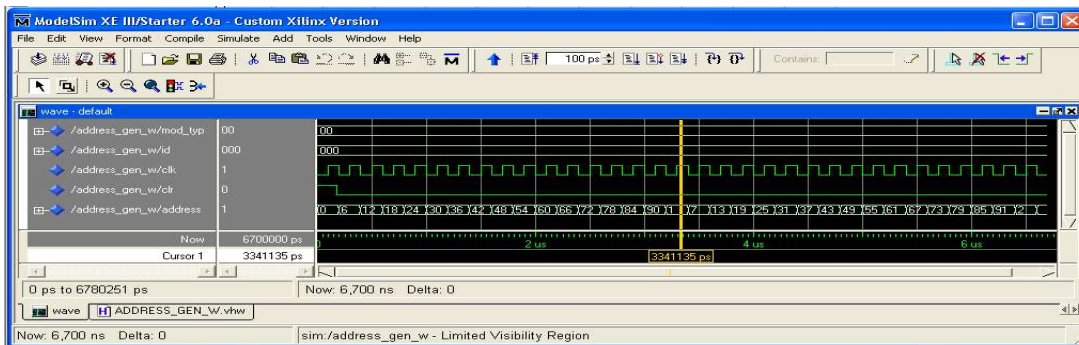 ModelSim XE III/Starter 6.0a - Custom Xilinx Version
File Edit View Format Compile Simulate Add Tools Window Help
100 ps
Contains:
wave - default
/address_gen_w/mod_typ 00 00
/address_gen_w/id 000 000
/address_gen_w/clk 1
/address_gen_w/clr 0
/address_gen_w/address 1 0 6 12 18 24 30 36 42 48 54 60 66 72 78 84 90 1 7 13 19 25 31 37 43 49 55 61 67 73 79 85 91 2
Now 6700000 ps 2 us 4 us 6 us
Cursor 1 3341135 ps 3341135 ps
0 ps to 6780251 ps Now: 6,700 ns Delta: 0
wave ADDRESS_GEN_W.vhw
Now: 6,700 ns Delta: 0 sim:/address_gen_w - Limited Visibility Region